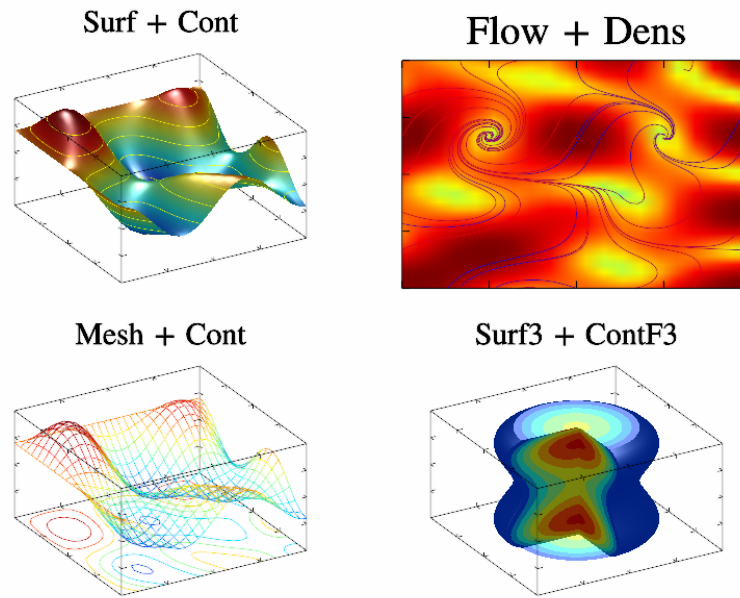 Surf + Cont
Flow + Dens
Mesh + Cont
Surf3 + ContF3